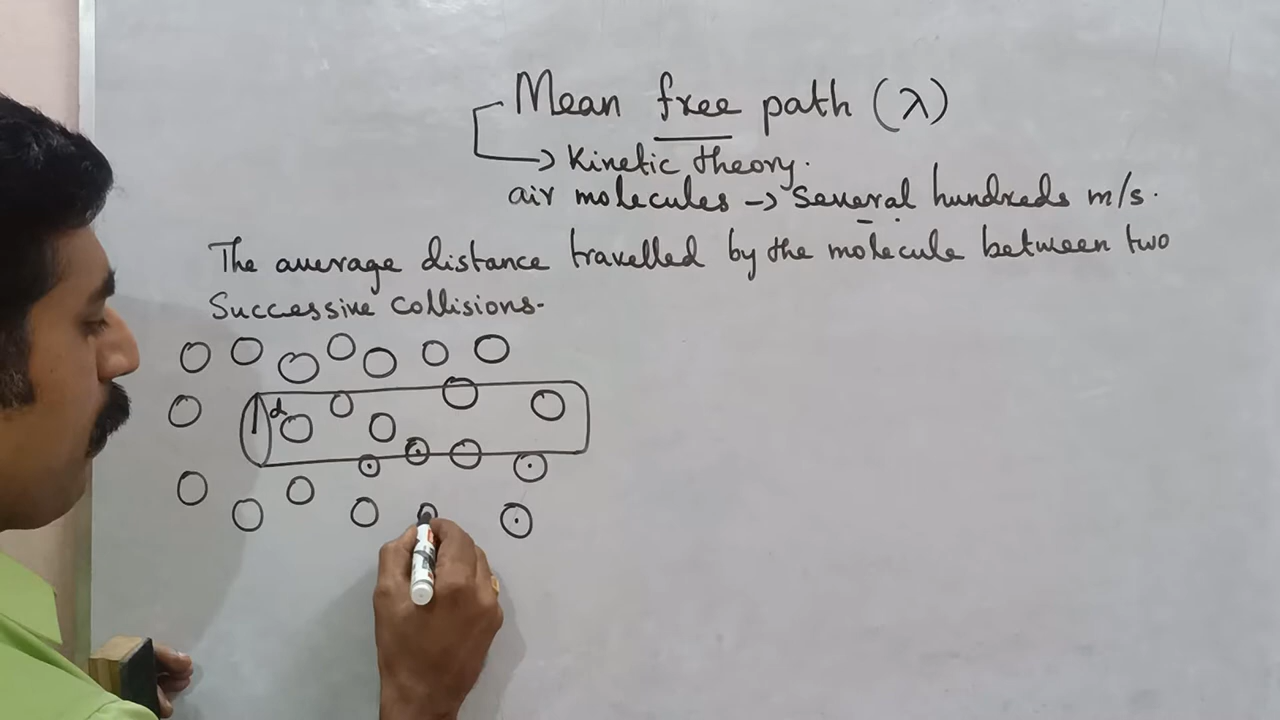 Mean free path (λ)
Kinetic theory.
air molecules -> Several hundreds m/s.
The average distance travelled by the molecule between two
Successive collisions.
d